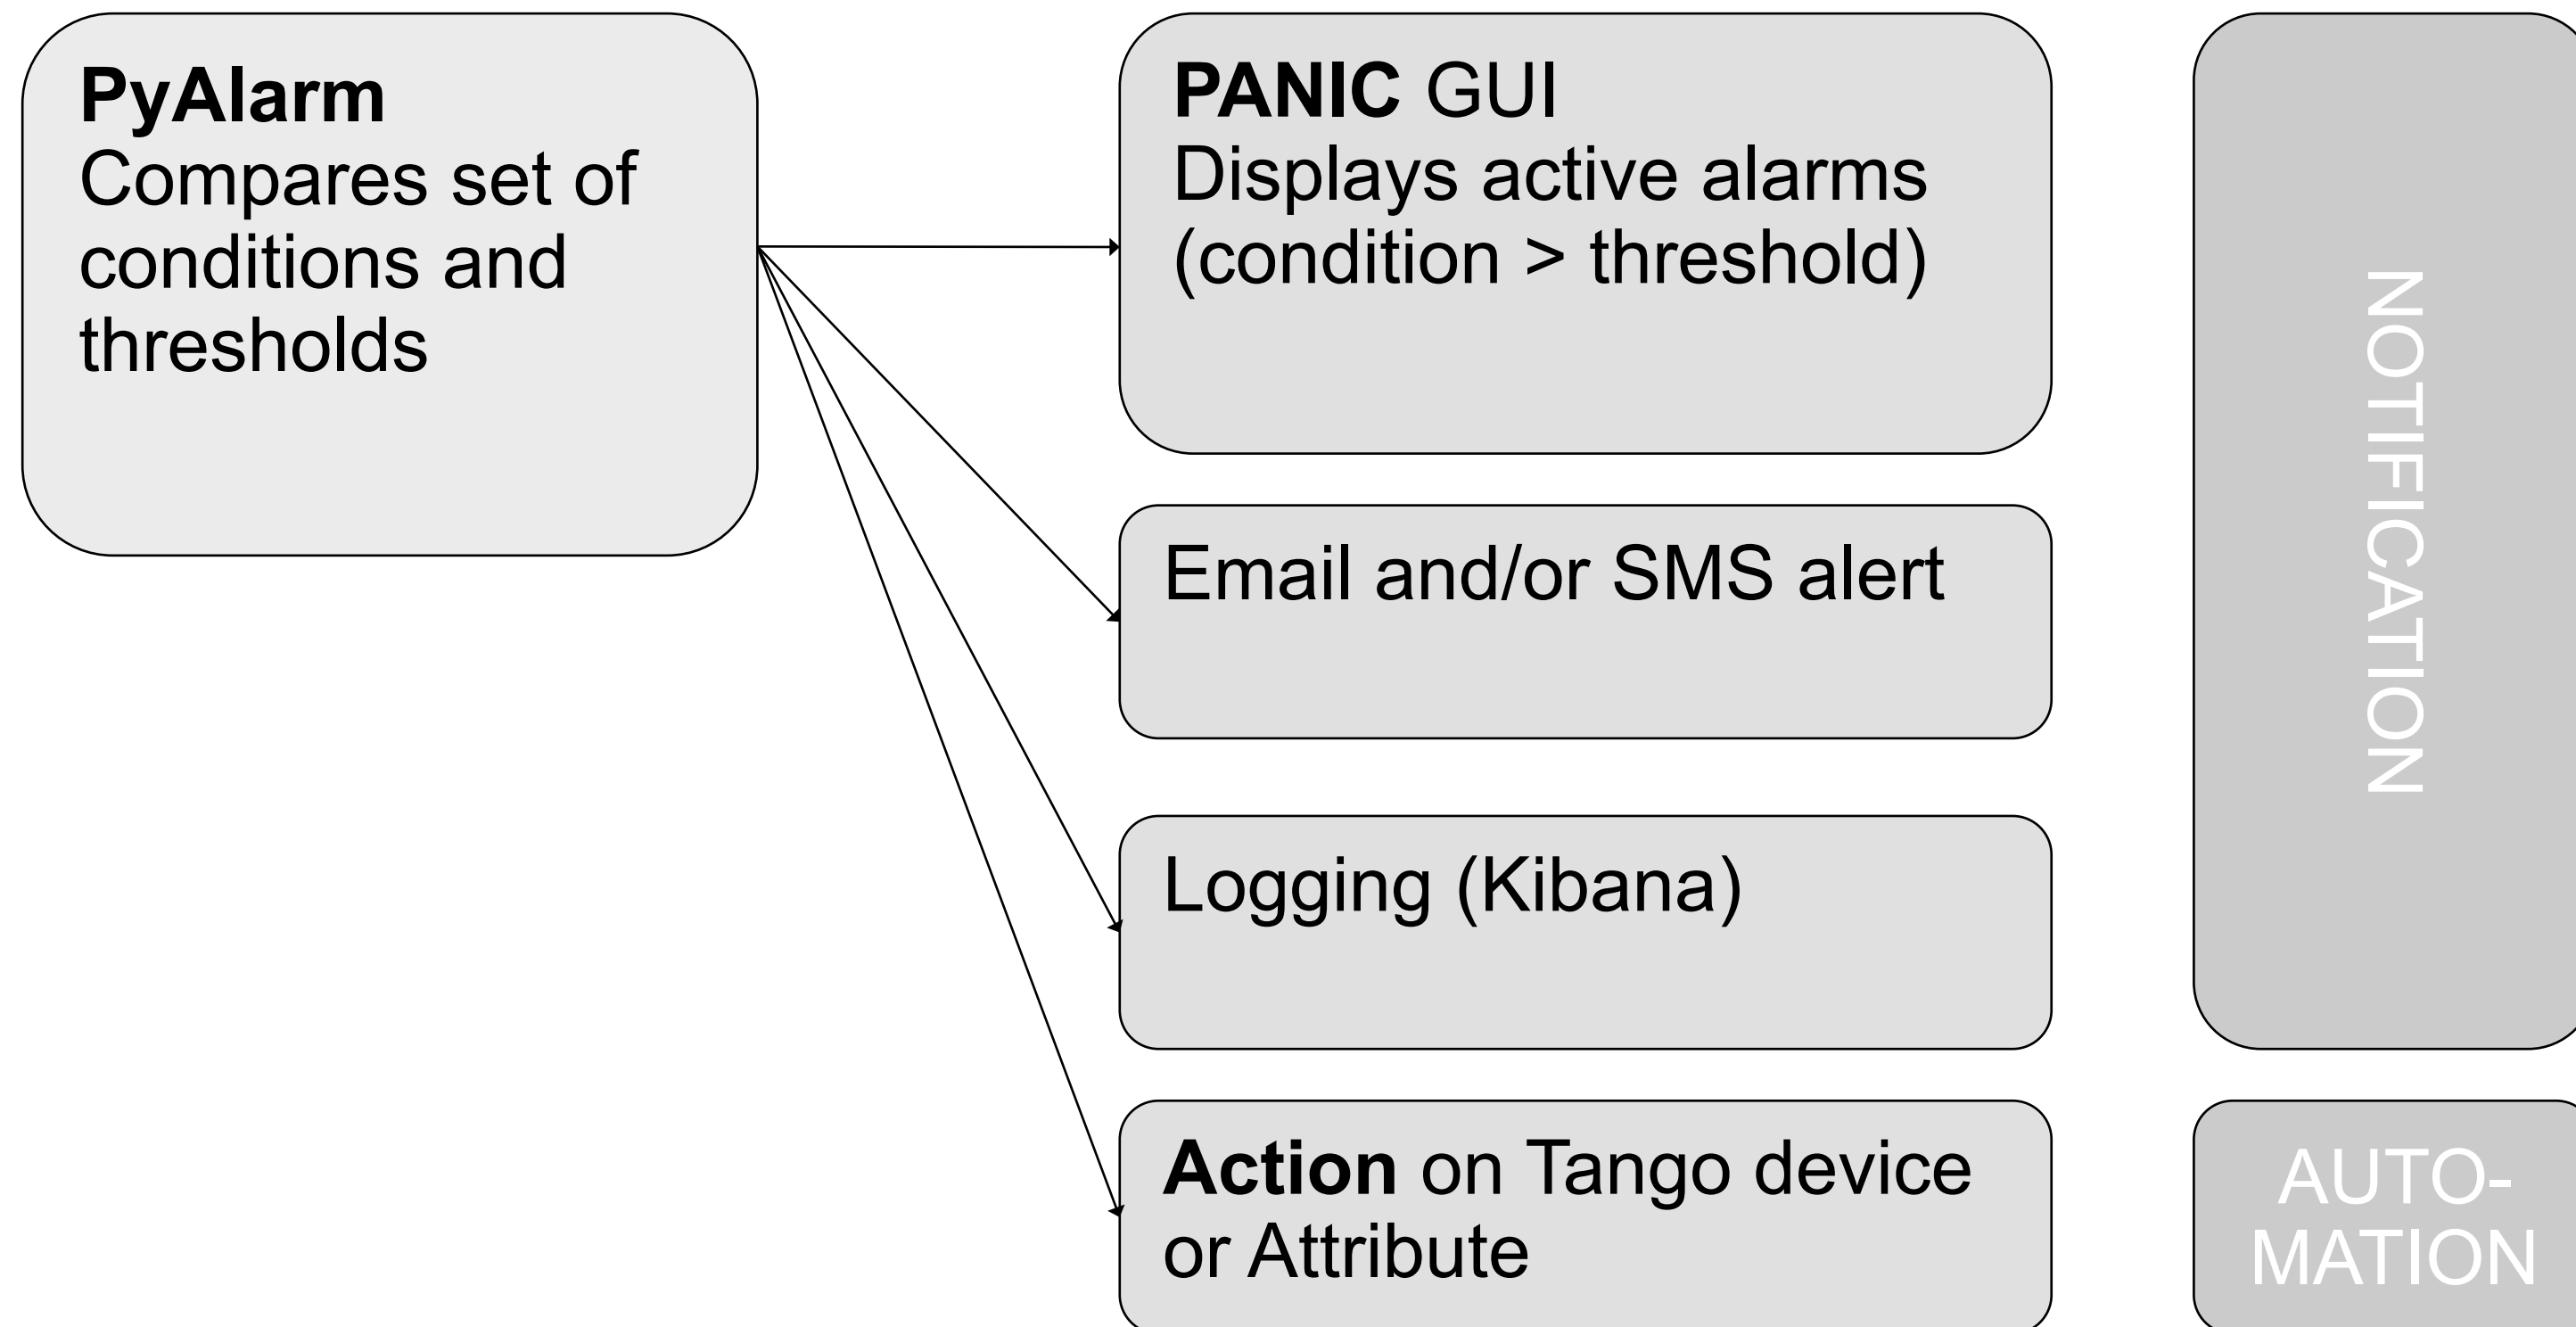 PyAlarm
Compares set of
conditions and
thresholds
PANIC GUI
Displays active alarms
(condition > threshold)
Email and/or SMS alert
Logging (Kibana)
Action on Tango device
or Attribute
NOTIFICATION
AUTO-
MATION